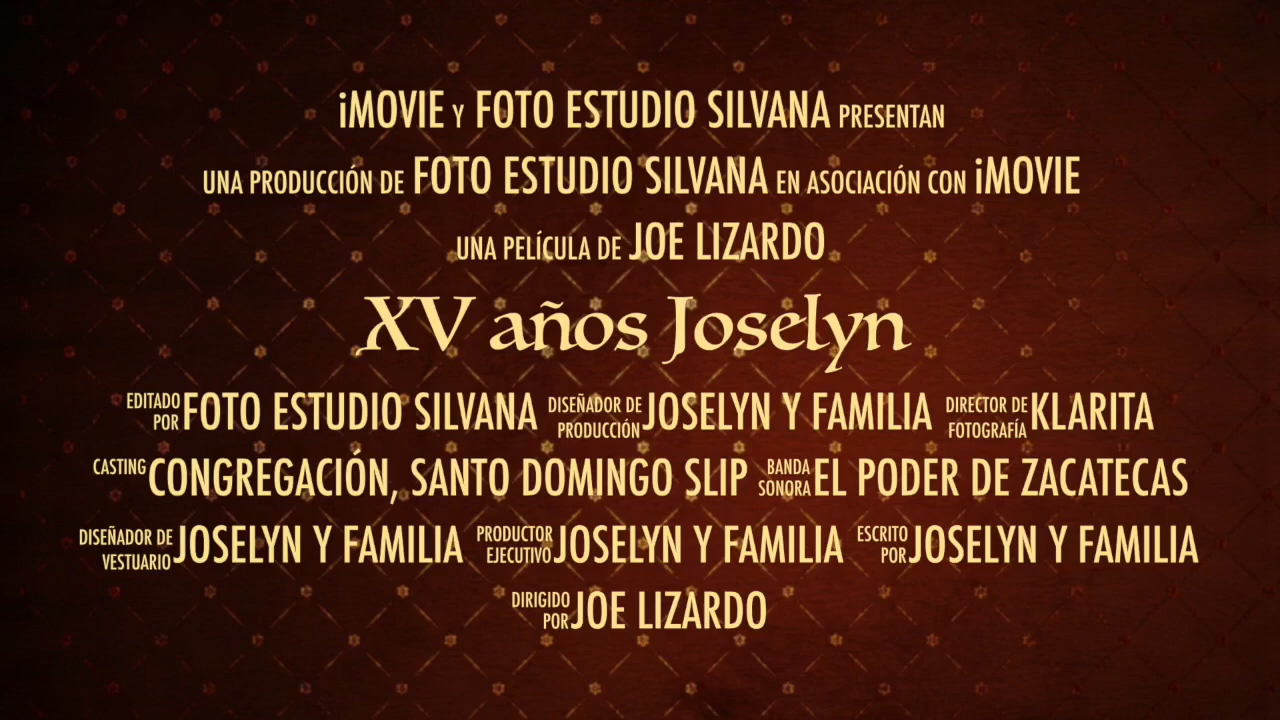 iMOVIE Y FOTO ESTUDIO SILVANA PRESENTAN
UNA PRODUCCIÓN DE FOTO ESTUDIO SILVANA EN ASOCIACIÓN CON iMOVIE
UNA PELÍCULA DE JOE LIZARDO
XV años Joselyn
EDITADO POR FOTO ESTUDIO SILVANA DISEÑADOR DE PRODUCCIÓN JOSELYN Y FAMILIA DIRECTOR DE FOTOGRAFÍA KLARITA
CASTING CONGREGACIÓN, SANTO DOMINGO SLIP BANDA SONORA EL PODER DE ZACATECAS
DISEÑADOR DE VESTUARIO JOSELYN Y FAMILIA PRODUCTOR EJECUTIVO JOSELYN Y FAMILIA ESCRITO POR JOSELYN Y FAMILIA
DIRIGIDO POR JOE LIZARDO